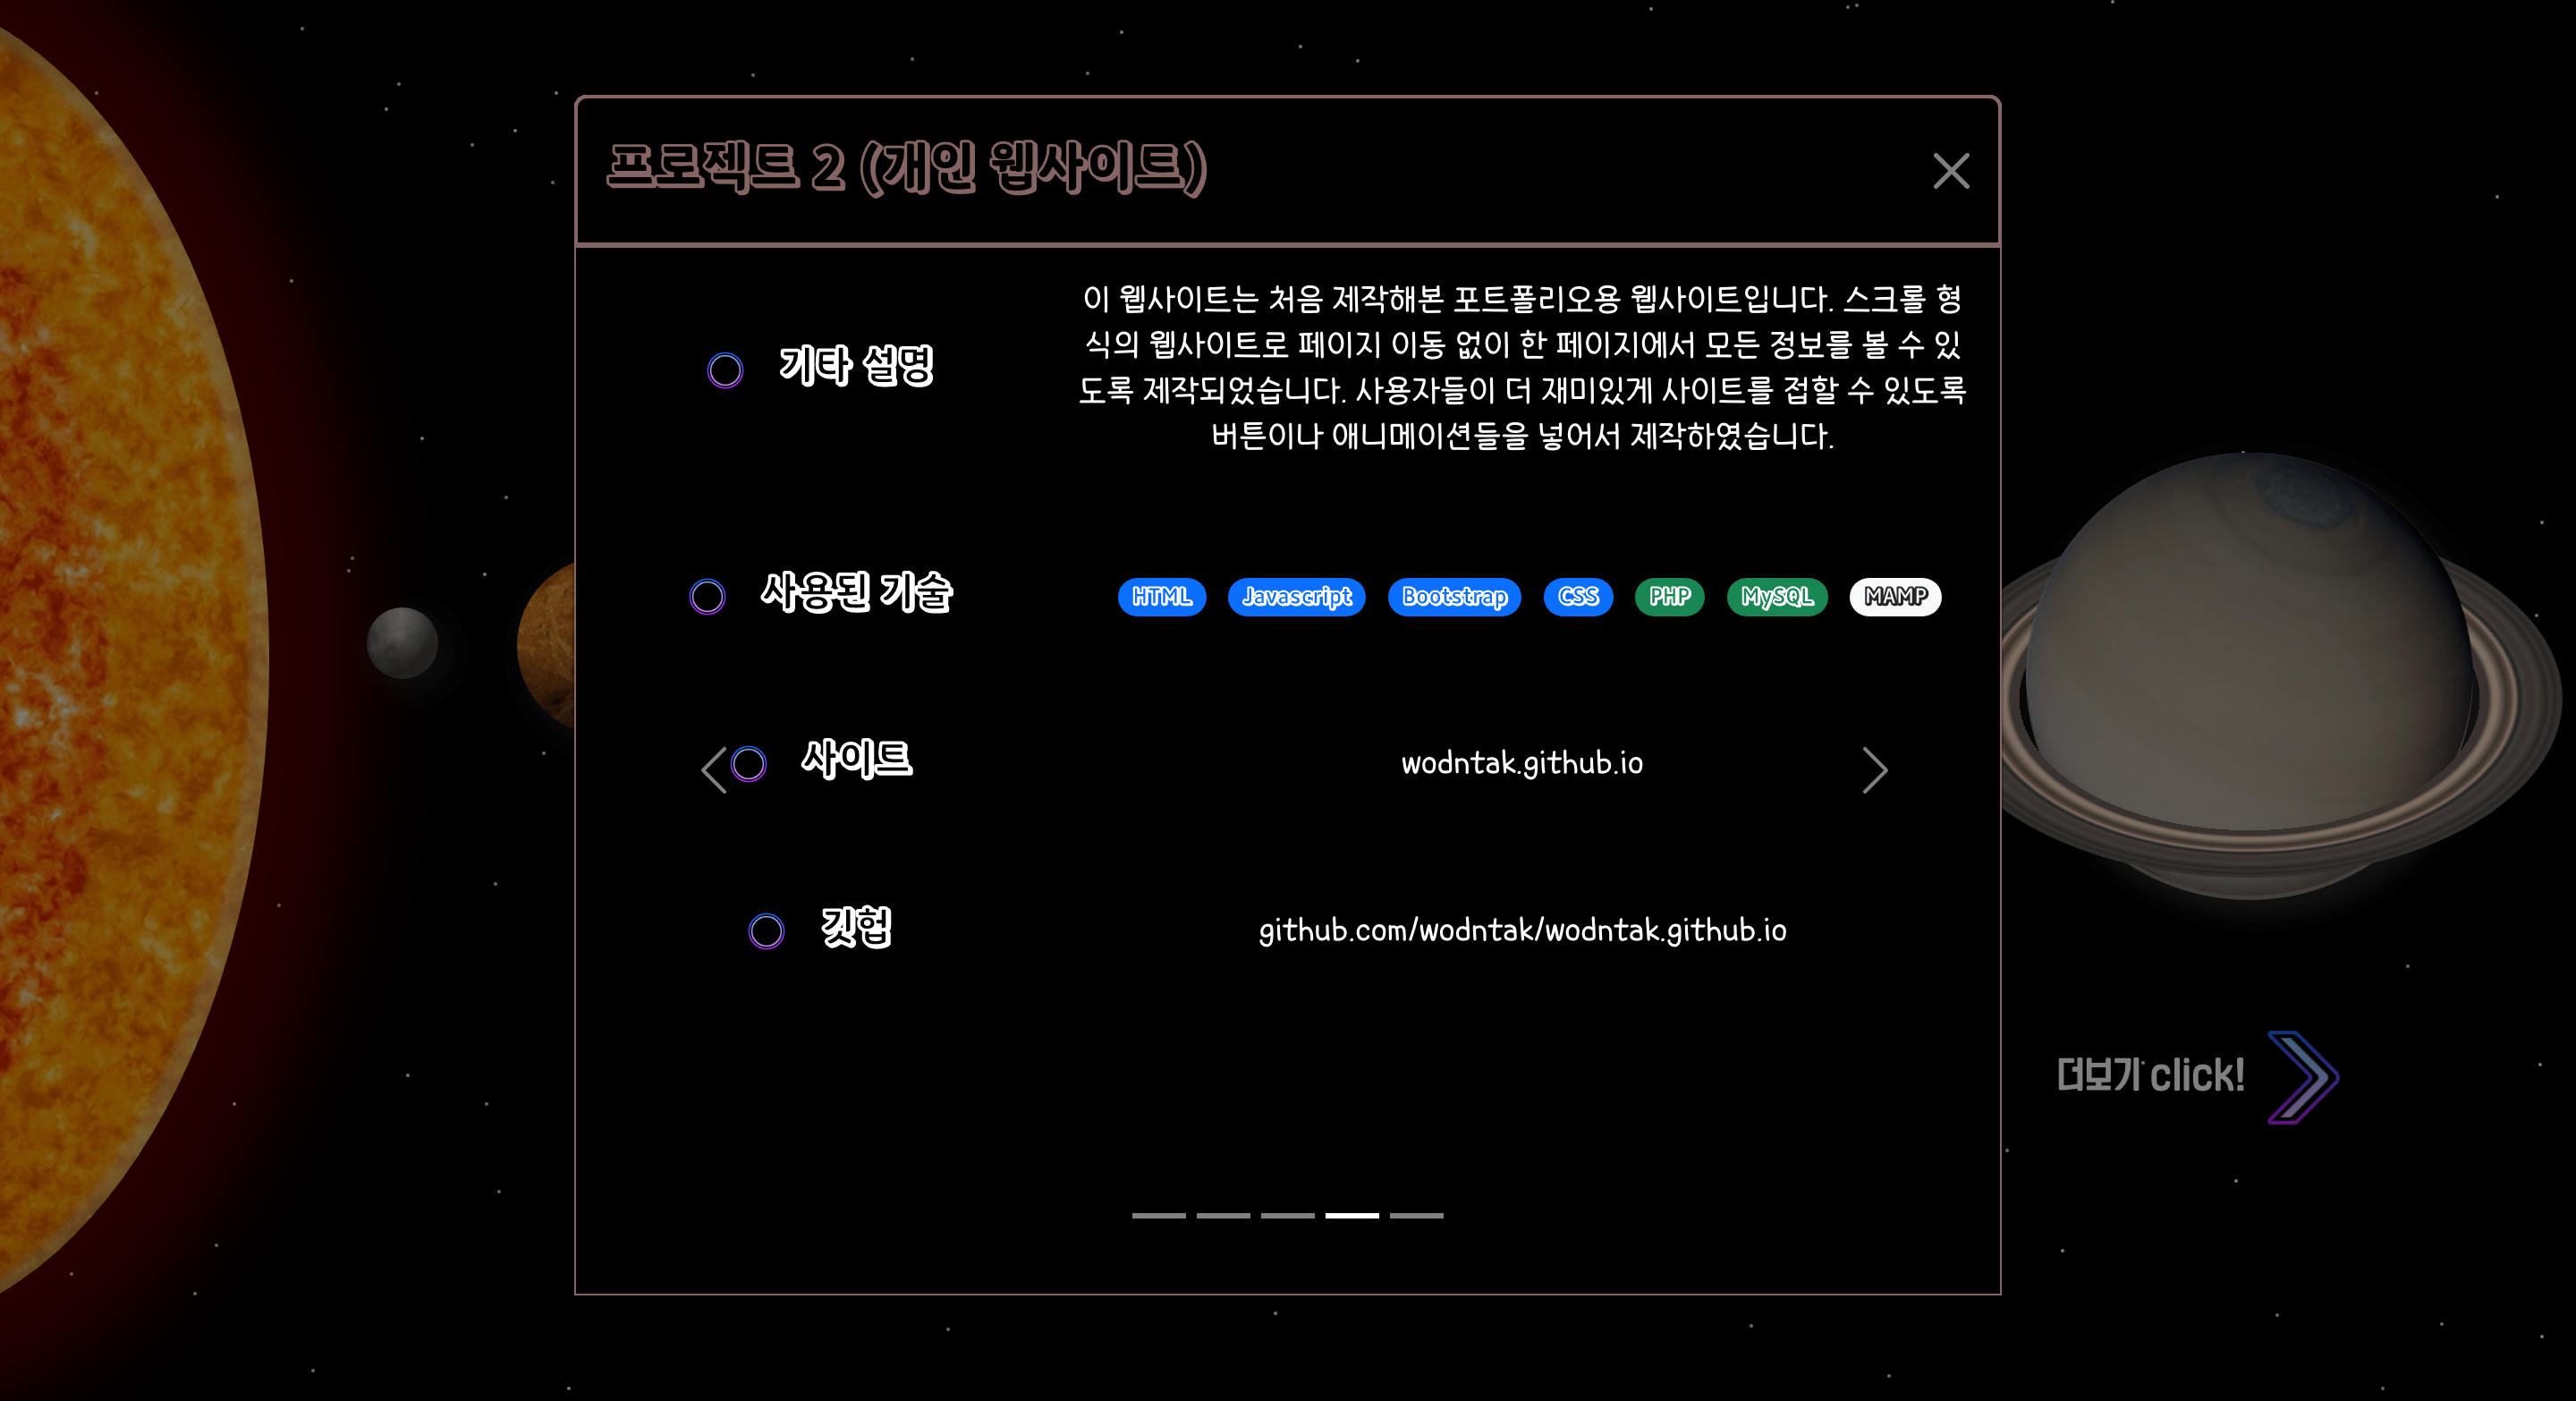 프로젝트 2 (개인 웹사이트)
기타 설명
이 웹사이트는 처음 제작해본 포트폴리오용 웹사이트입니다. 스크롤 형
식의 웹사이트로 페이지 이동 없이 한 페이지에서 모든 정보를 볼 수 있
도록 제작되었습니다. 사용자들이 더 재미있게 사이트를 접할 수 있도록
버튼이나 애니메이션들을 넣어서 제작하였습니다.
사용된 기술
HTML Javascript Bootstrap CSS PHP MySQL MAMP
사이트
wodntak.github.io
깃헙
github.com/wodntak/wodntak.github.io
더보기 click!